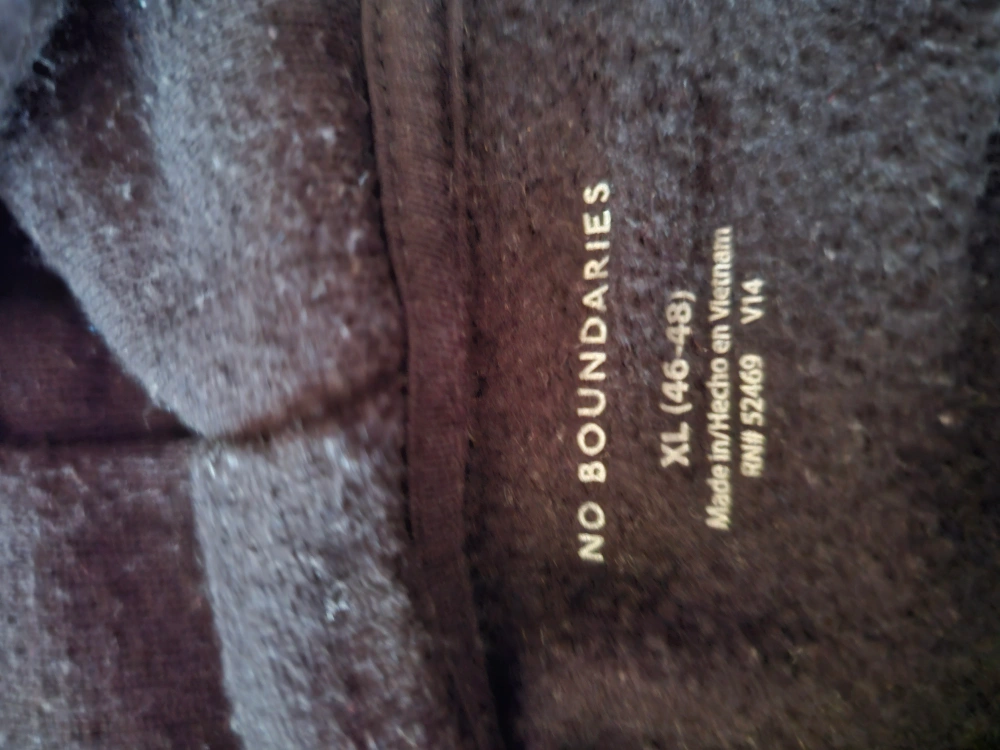 NO BOUNDARIES
XL (46-48)
Made in/Hecho en Vietnam
RN# 52469 V14